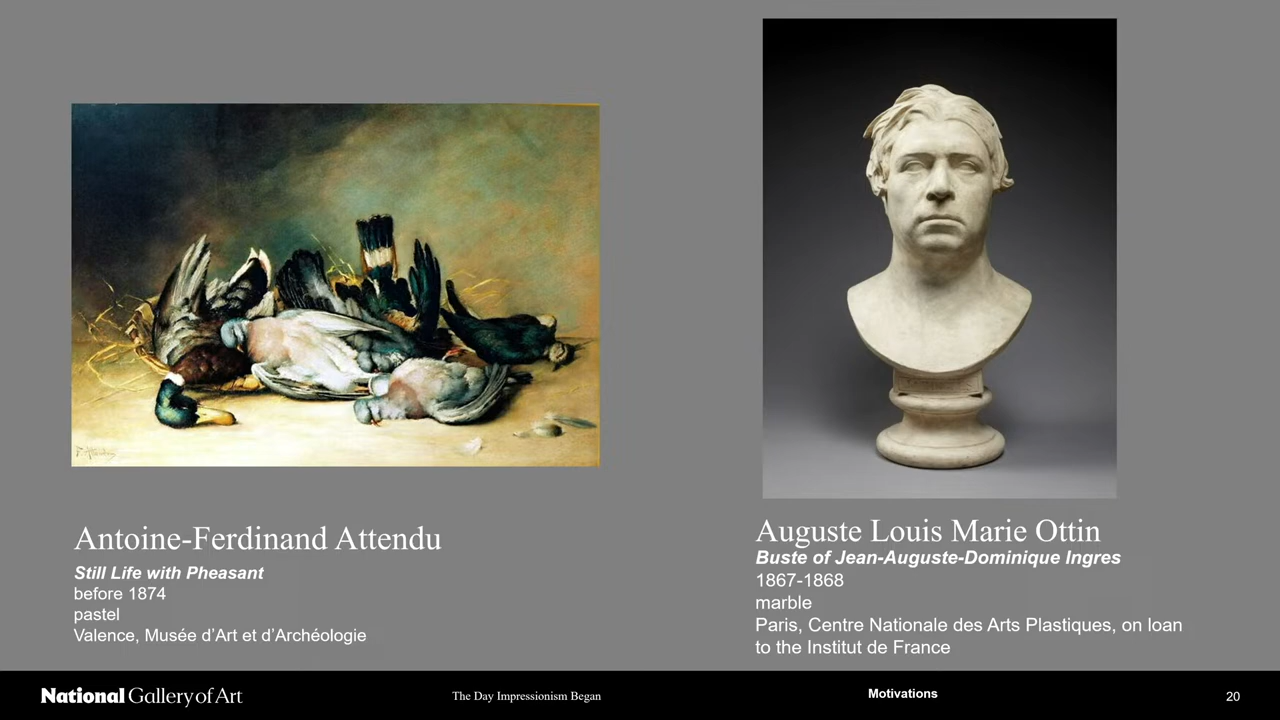 Antoine-Ferdinand Attendu
Still Life with Pheasant
before 1874
pastel
Valence, Musée d'Art et d'Archéologie
Auguste Louis Marie Ottin
Buste of Jean-Auguste-Dominique Ingres
1867-1868
marble
Paris, Centre Nationale des Arts Plastiques, on loan
to the Institut de France
National Gallery of Art
The Day Impressionism Began
Motivations
20